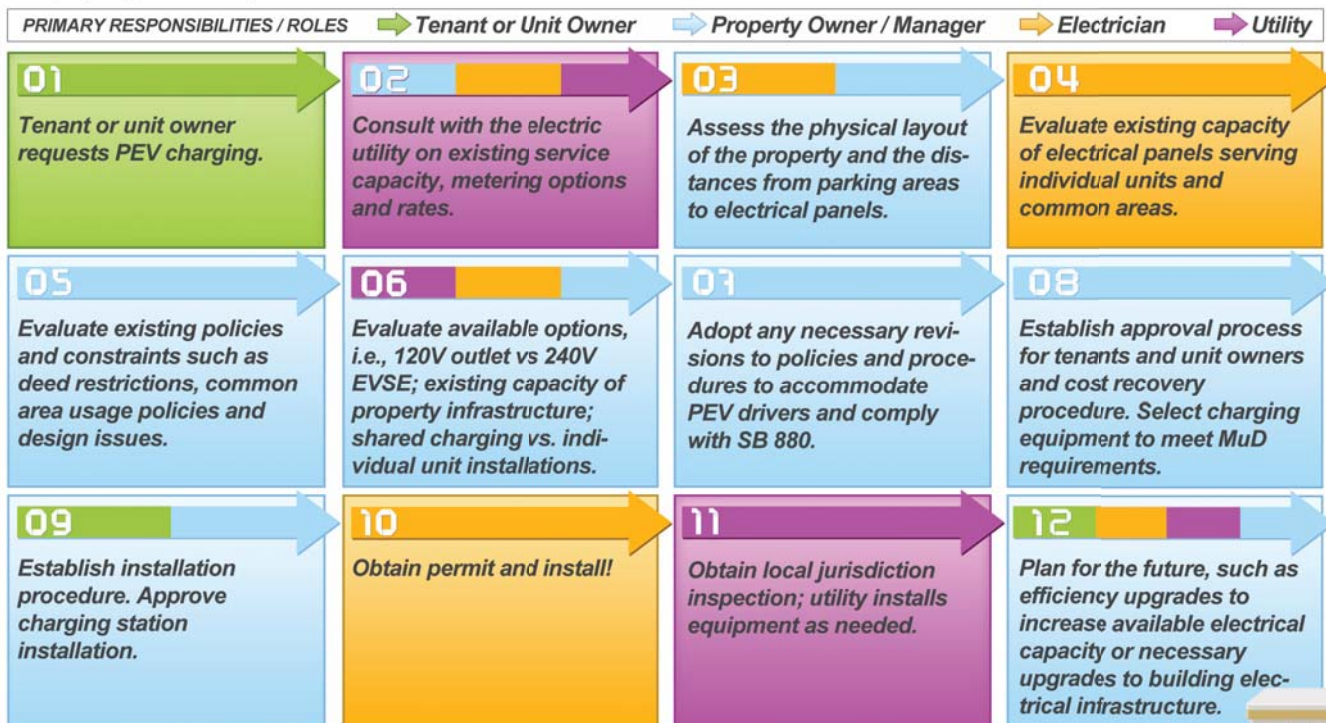 PRIMARY RESPONSIBILITIES / ROLES Tenant or Unit Owner Property Owner / Manager Electrician Utility
01
Tenant or unit owner
requests PEV charging.
02
Consult with the electric
utility on existing service
capacity, metering options
and rates.
03
Assess the physical layout
of the property and the dis-
tances from parking areas
to electrical panels.
04
Evaluate existing capacity
of electrical panels serving
individual units and
common areas.
05
Evaluate existing policies
and constraints such as
deed restrictions, common
area usage policies and
design issues.
06
Evaluate available options,
i.e., 120V outlet vs 240V
EVSE; existing capacity of
property infrastructure;
shared charging vs. indi-
vidual unit installations.
07
Adopt any necessary revi-
sions to policies and proce-
dures to accommodate
PEV drivers and comply
with SB 880.
08
Establish approval process
for tenants and unit owners
and cost recovery
procedure. Select charging
equipment to meet MuD
requirements.
09
Establish installation
procedure. Approve
charging station
installation.
10
Obtain permit and install!
11
Obtain local jurisdiction
inspection; utility installs
equipment as needed.
12
Plan for the future, such as
efficiency upgrades to
increase available electrical
capacity or necessary
upgrades to building elec-
trical infrastructure.